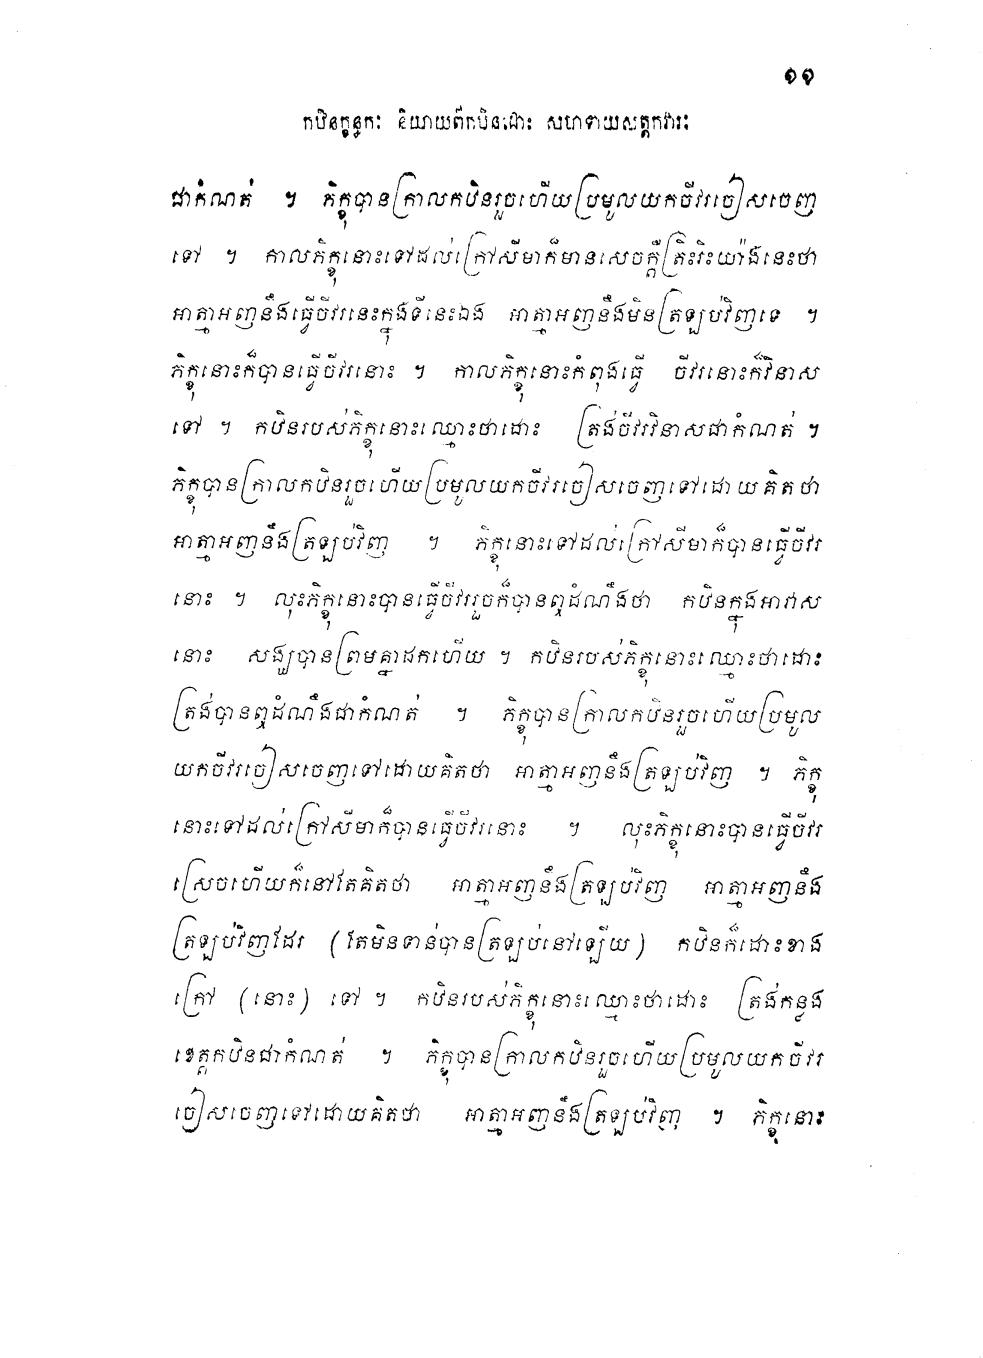 ១១
កឋិនក្ខន្ធកៈ និយាយពីកឋិនដោះ សហទាយសត្តកវារៈ
ជាកំណត់ ។ ភិក្ខុបានក្រាលកឋិនរួចហើយប្រមូលយកចីវរចៀសចេញ
ទៅ ។ កាលភិក្ខុនោះទៅដល់ក្រៅសីមាក៏មានសេចក្តីត្រិះរិះយ៉ាងនេះថា
អាត្មាអញនឹងធ្វើចីវរនេះក្នុងទីនេះឯង អាត្មាអញនឹងមិនត្រឡប់វិញទេ ។
ភិក្ខុនោះក៏បានធ្វើចីវរនោះ ។ កាលភិក្ខុនោះកំពុងធ្វើ ចីវរនោះក៏វិនាស
ទៅ ។ កឋិនរបស់ភិក្ខុនោះឈ្មោះថាដោះ ត្រង់ចីវរវិនាសជាកំណត់ ។
ភិក្ខុបានក្រាលកឋិនរួចហើយប្រមូលយកចីវរចៀសចេញទៅដោយគិតថា
អាត្មាអញនឹងត្រឡប់វិញ ។ ភិក្ខុនោះទៅដល់ក្រៅសីមាក៏បានធ្វើចីវរ
នោះ ។ លុះភិក្ខុនោះបានធ្វើចីវររួចក៏បានឮដំណឹងថា កឋិនក្នុងអាវាស
នោះ សង្ឃបានព្រមគ្នាដកហើយ ។ កឋិនរបស់ភិក្ខុនោះឈ្មោះថាដោះ
ត្រង់បានឮដំណឹងជាកំណត់ ។ ភិក្ខុបានក្រាលកឋិនរួចហើយប្រមូល
យកចីវរចៀសចេញទៅដោយគិតថា អាត្មាអញនឹងត្រឡប់វិញ ។ ភិក្ខុ
នោះទៅដល់ក្រៅសីមាក៏បានធ្វើចីវរនោះ ។ លុះភិក្ខុនោះបានធ្វើចីវរ
ស្រេចហើយក៏នៅតែគិតថា អាត្មាអញនឹងត្រឡប់វិញ អាត្មាអញនឹង
ត្រឡប់វិញដែរ (តែមិនទាន់បានត្រឡប់នៅឡើយ) កឋិនក៏ដោះខាង
ក្រៅ (នោះ) ទៅ ។ កឋិនរបស់ភិក្ខុនោះឈ្មោះថាដោះ ត្រង់កន្លង
ខេត្តកឋិនជាកំណត់ ។ ភិក្ខុបានក្រាលកឋិនរួចហើយប្រមូលយកចីវរ
ចៀសចេញទៅដោយគិតថា អាត្មាអញនឹងត្រឡប់វិញ ។ ភិក្ខុនោះ